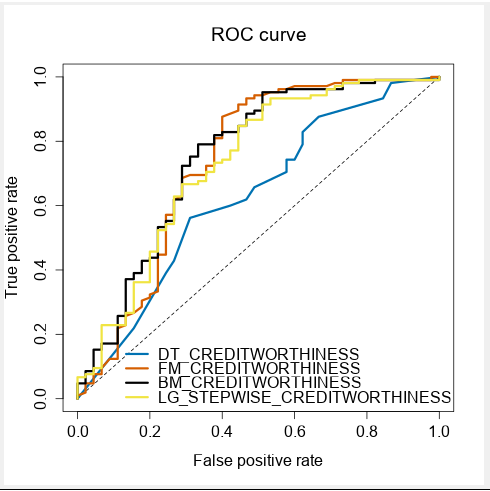 ROC curve
True positive rate
1.0
0.8
0.6
0.4
0.2
0.0
DT_CREDITWORTHINESS
FM_CREDITWORTHINESS
BM_CREDITWORTHINESS
LG_STEPWISE_CREDITWORTHINESS
0.0 0.2 0.4 0.6 0.8 1.0
False positive rate